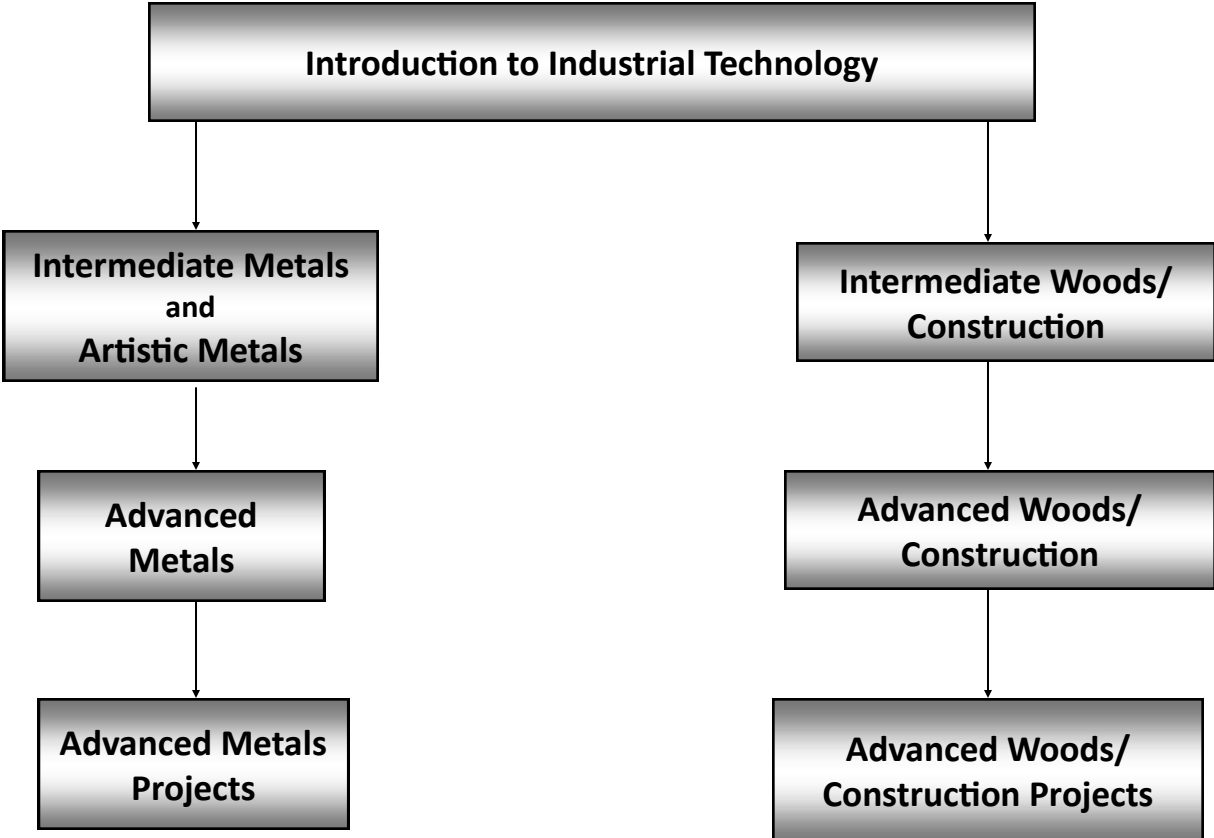 Introduction to Industrial Technology
Intermediate Metals
and
Artistic Metals
Intermediate Woods/
Construction
Advanced
Metals
Advanced Woods/
Construction
Advanced Metals
Projects
Advanced Woods/
Construction Projects